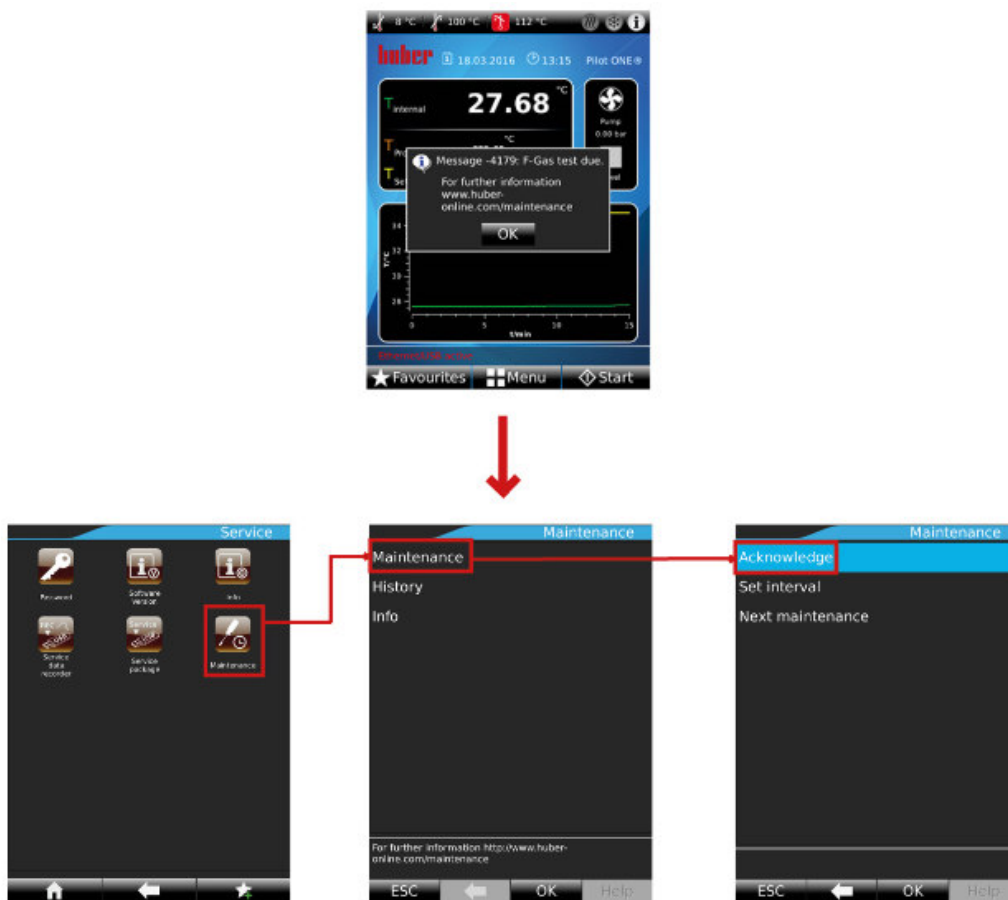 8 °C 100 °C 112 °C
huber 18.03.2016 13:15 Pilot ONE®
Tinternal 27.68 °C
Pump
0.00 bar
T °C
T
Message -4179: F-Gas test due.
For further information
www.huber-
online.com/maintenance
OK
34
32
30
28
T/°C
0 5 10 15
t/min
Favourites Menu Start
Service
Password Software version Info
Service data recorder Service package Maintenance
Maintenance
Maintenance
History
Info
For further information http://www.huber-
online.com/maintenance
ESC OK Help
Maintenance
Acknowledge
Set interval
Next maintenance
ESC OK Help